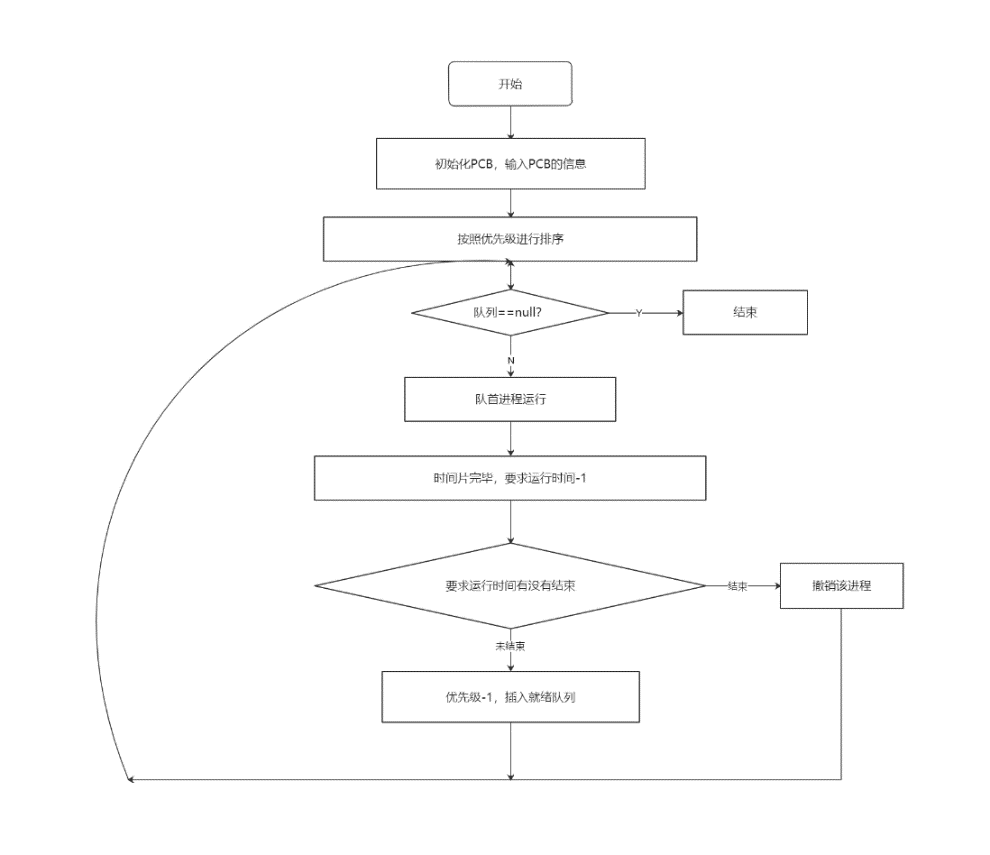 开始
初始化PCB，输入PCB的信息
按照优先级进行排序
队列==null?
Y
结束
N
队首进程运行
时间片完毕，要求运行时间-1
要求运行时间有没有结束
结束
撤销该进程
未结束
优先级-1，插入就绪队列